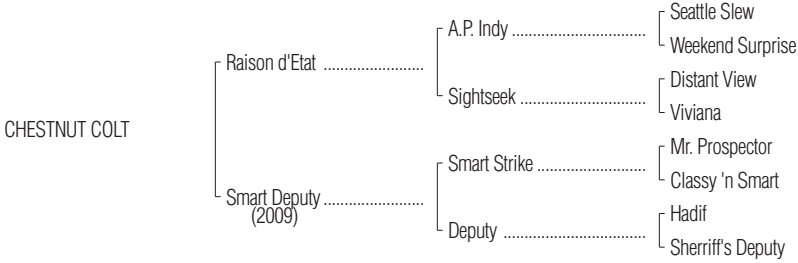 Seattle Slew
A.P. Indy ..................................
Weekend Surprise
Raison d'Etat .........................
Distant View
Sightseek ................................
Viviana
CHESTNUT COLT
Mr. Prospector
Smart Strike ............................
Classy 'n Smart
Smart Deputy .........................
(2009)
Hadif
Deputy ....................................
Sherriff's Deputy